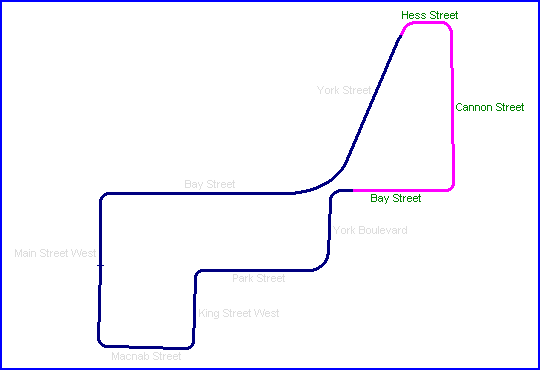 Hess Street
York Street
Cannon Street
Bay Street
Bay Street
York Boulevard
Main Street West
Park Street
King Street West
Macnab Street